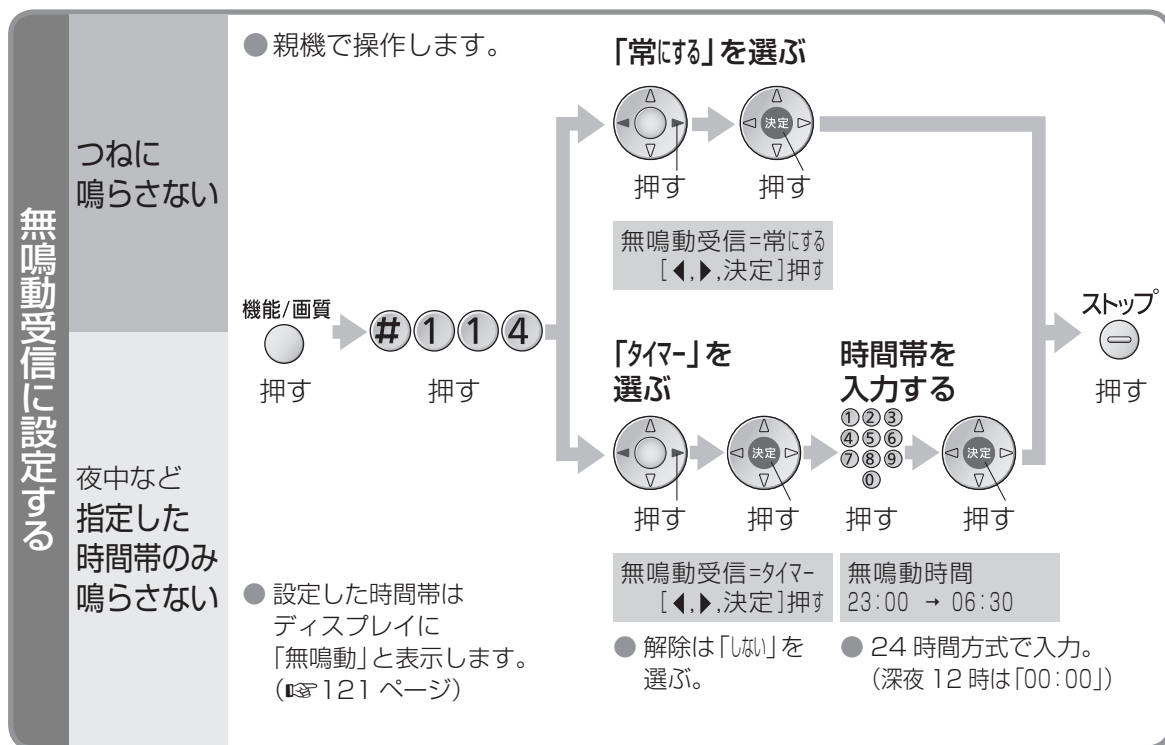 無鳴動受信に設定する
つねに
鳴らさない
●親機で操作します。
機能/画質
押す
#114
押す
「常にする」を選ぶ
押す
決定
押す
無鳴動受信=常にする
[◀,▶,決定]押す
夜中など
指定した
時間帯のみ
鳴らさない
●設定した時間帯は
ディスプレイに
「無鳴動」と表示します。
(☞121 ページ)
「タイマー」を
選ぶ
押す
決定
押す
無鳴動受信=タイマー
[◀,▶,決定]押す
●解除は「しない」を
選ぶ。
時間帯を
入力する
①②③
④⑤⑥
⑦⑧⑨
⓪
押す
決定
押す
無鳴動時間
23:00 → 06:30
●24 時間方式で入力。
(深夜 12 時は「00:00」)
ストップ
押す